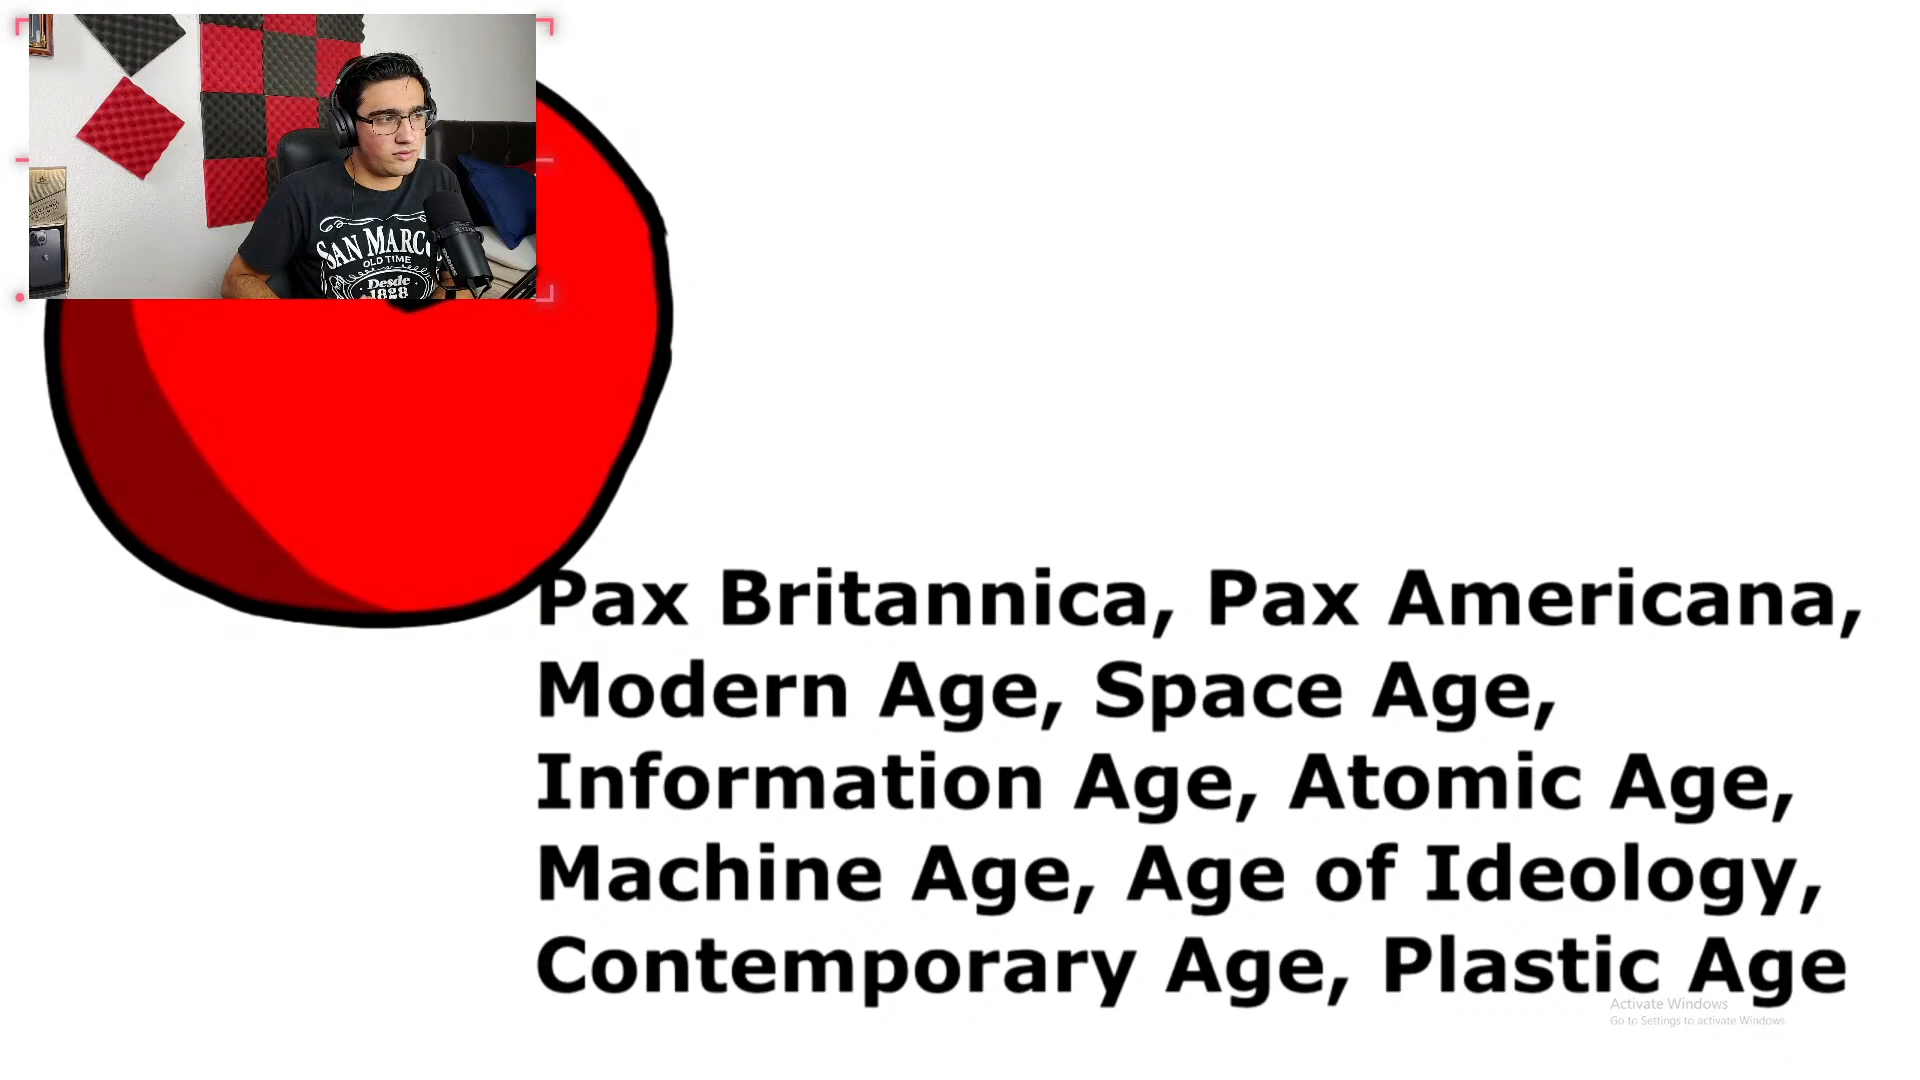 SAN MARC
OLD TIME
Desde
1828
Pax Britannica, Pax Americana,
Modern Age, Space Age,
Information Age, Atomic Age,
Machine Age, Age of Ideology,
Contemporary Age, Plastic Age
Activate Windows
Go to Settings to activate Windows.